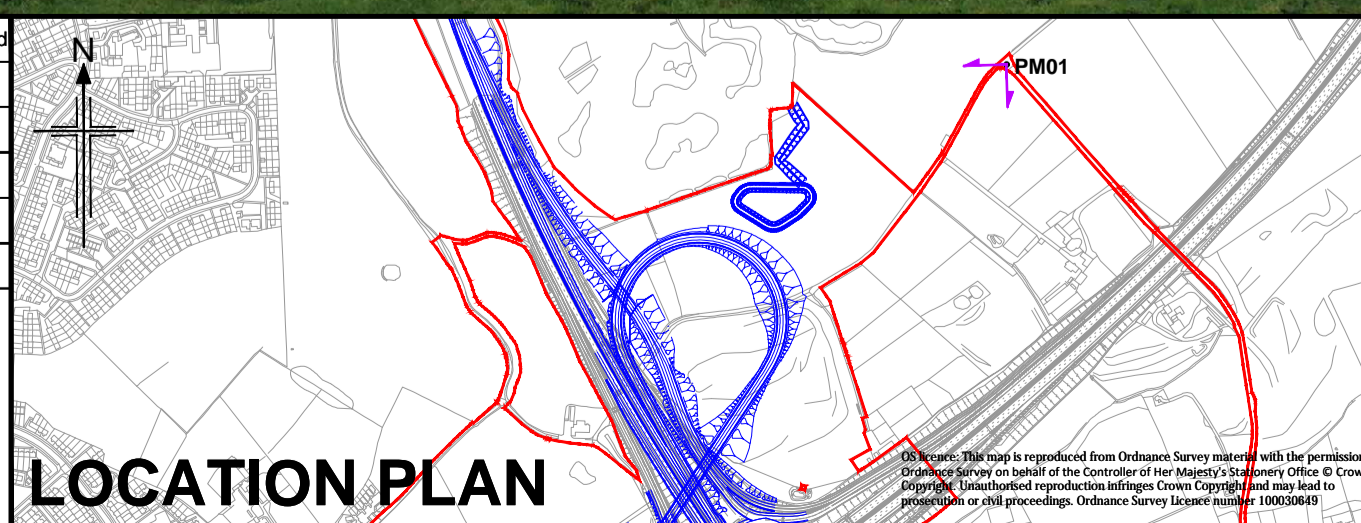 d
N
PM01
LOCATION PLAN
OS licence: This map is reproduced from Ordnance Survey material with the permission
Ordnance Survey on behalf of the Controller of Her Majesty's Stationery Office © Crow
Copyright. Unauthorised reproduction infringes Crown Copyright and may lead to
prosecution or civil proceedings. Ordnance Survey Licence number 100030649